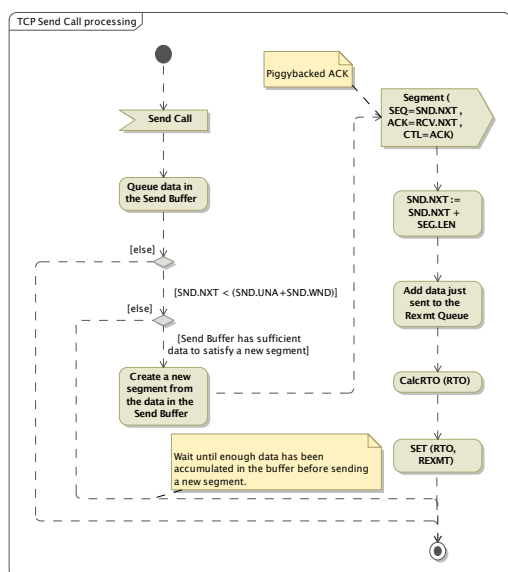 TCP Send Call processing
Send Call
Queue data in
the Send Buffer
[else]
[SND.NXT < (SND.UNA+SND.WND)]
[else]
[Send Buffer has sufficient
data to satisfy a new segment]
Create a new
segment from
the data in the
Send Buffer
Wait until enough data has been
accumulated in the buffer before sending
a new segment.
Piggybacked ACK
Segment (
SEQ=SND.NXT ,
ACK=RCV.NXT ,
CTL=ACK)
SND.NXT :=
SND.NXT +
SEG.LEN
Add data just
sent to the
Rexmt Queue
CalcRTO (RTO)
SET (RTO,
REXMT)